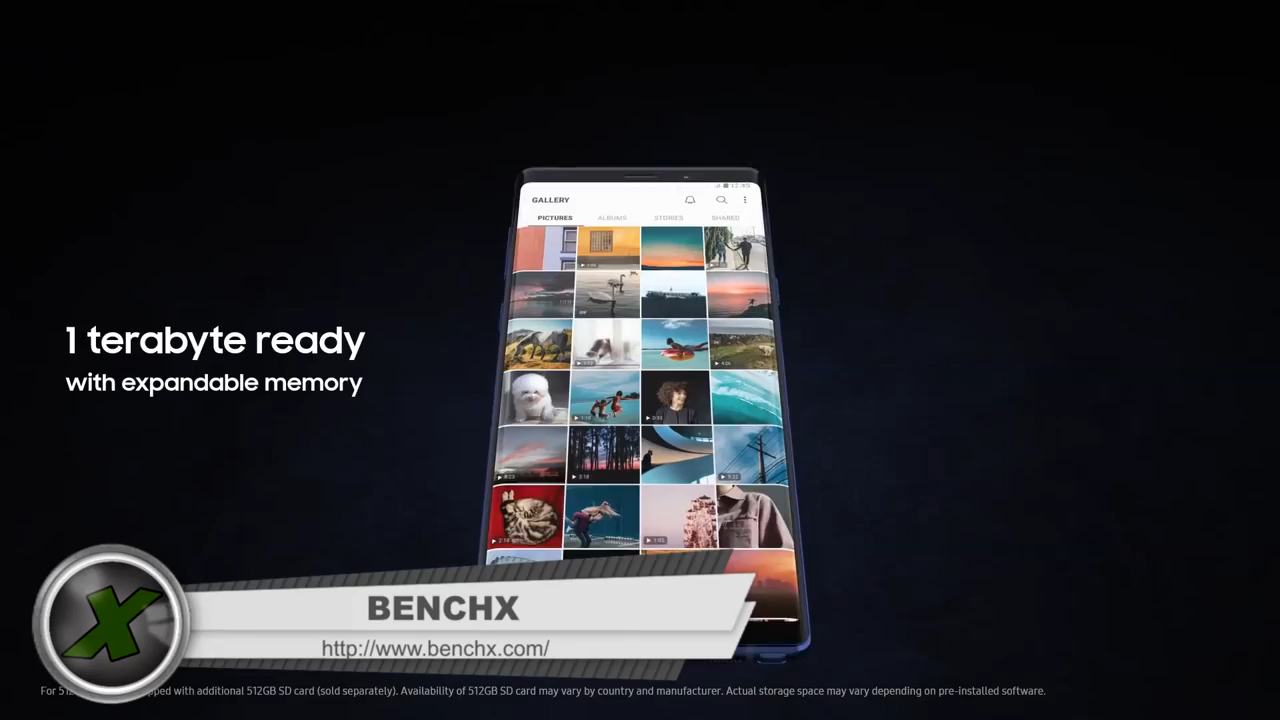 GALLERY
12:45
PICTURES ALBUMS STORIES SHARED
1 terabyte ready
with expandable memory
X
BENCHX
http://www.benchx.com/
For with additional 512GB SD card (sold separately). Availability of 512GB SD card may vary by country and manufacturer. Actual storage space may vary depending on pre-installed software.